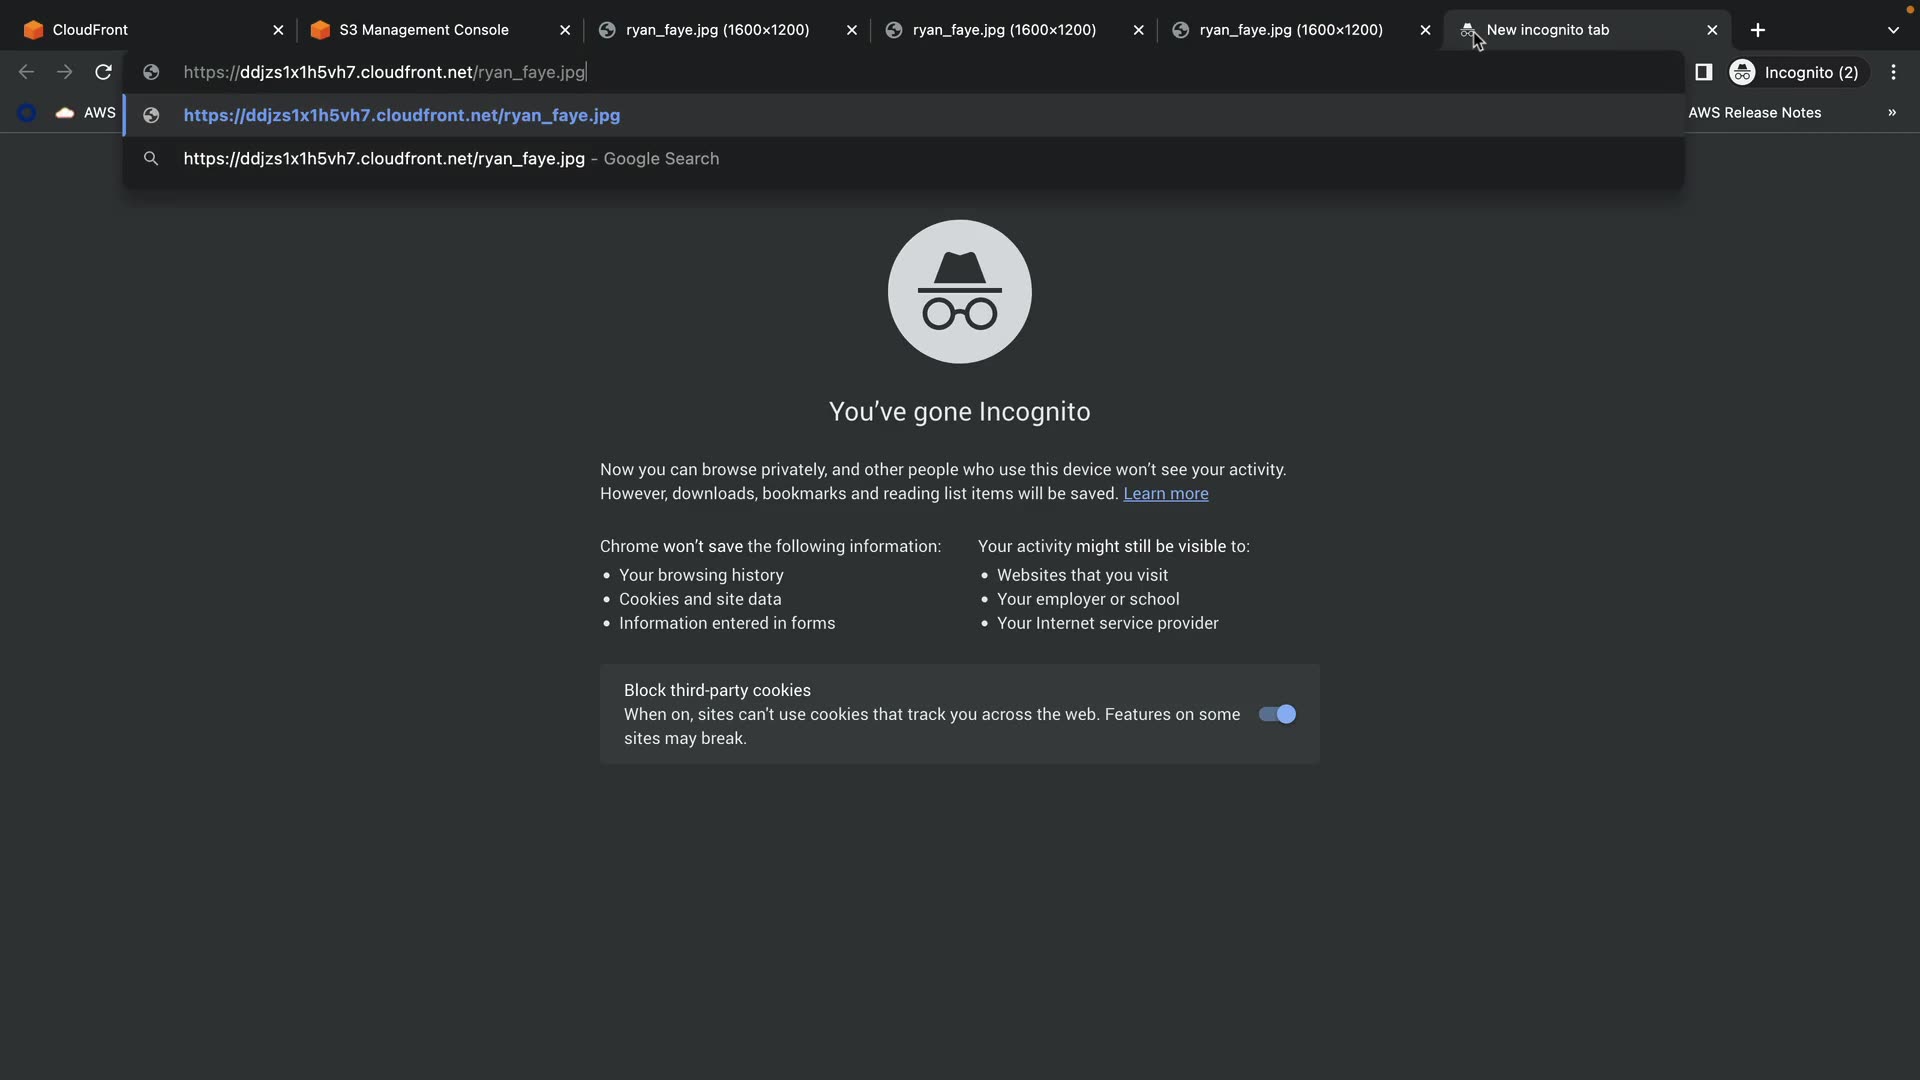 CloudFront
S3 Management Console
ryan_faye.jpg (1600×1200)
ryan_faye.jpg (1600×1200)
ryan_faye.jpg (1600×1200)
New incognito tab
https://ddjzs1x1h5vh7.cloudfront.net/ryan_faye.jpg
Incognito (2)
AWS
https://ddjzs1x1h5vh7.cloudfront.net/ryan_faye.jpg
AWS Release Notes
»
https://ddjzs1x1h5vh7.cloudfront.net/ryan_faye.jpg - Google Search
You've gone Incognito
Now you can browse privately, and other people who use this device won't see your activity.
However, downloads, bookmarks and reading list items will be saved. Learn more
Chrome won't save the following information:
• Your browsing history
• Cookies and site data
• Information entered in forms
Your activity might still be visible to:
• Websites that you visit
• Your employer or school
• Your Internet service provider
Block third-party cookies
When on, sites can't use cookies that track you across the web. Features on some
sites may break.